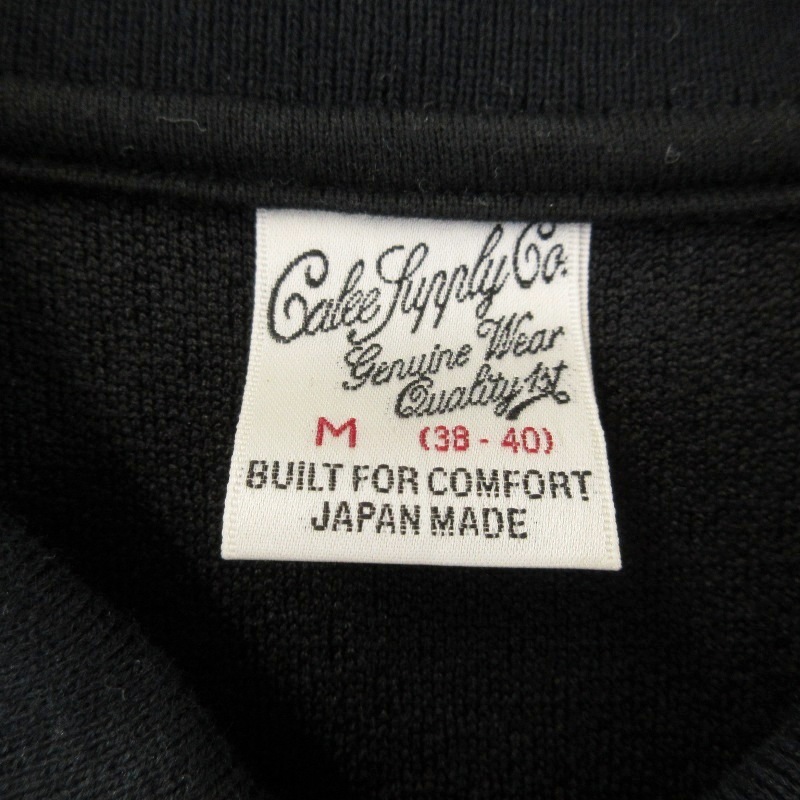 Calee Supply Co.
Genuine Wear
Quality 1st
M (38 - 40)
BUILT FOR COMFORT
JAPAN MADE